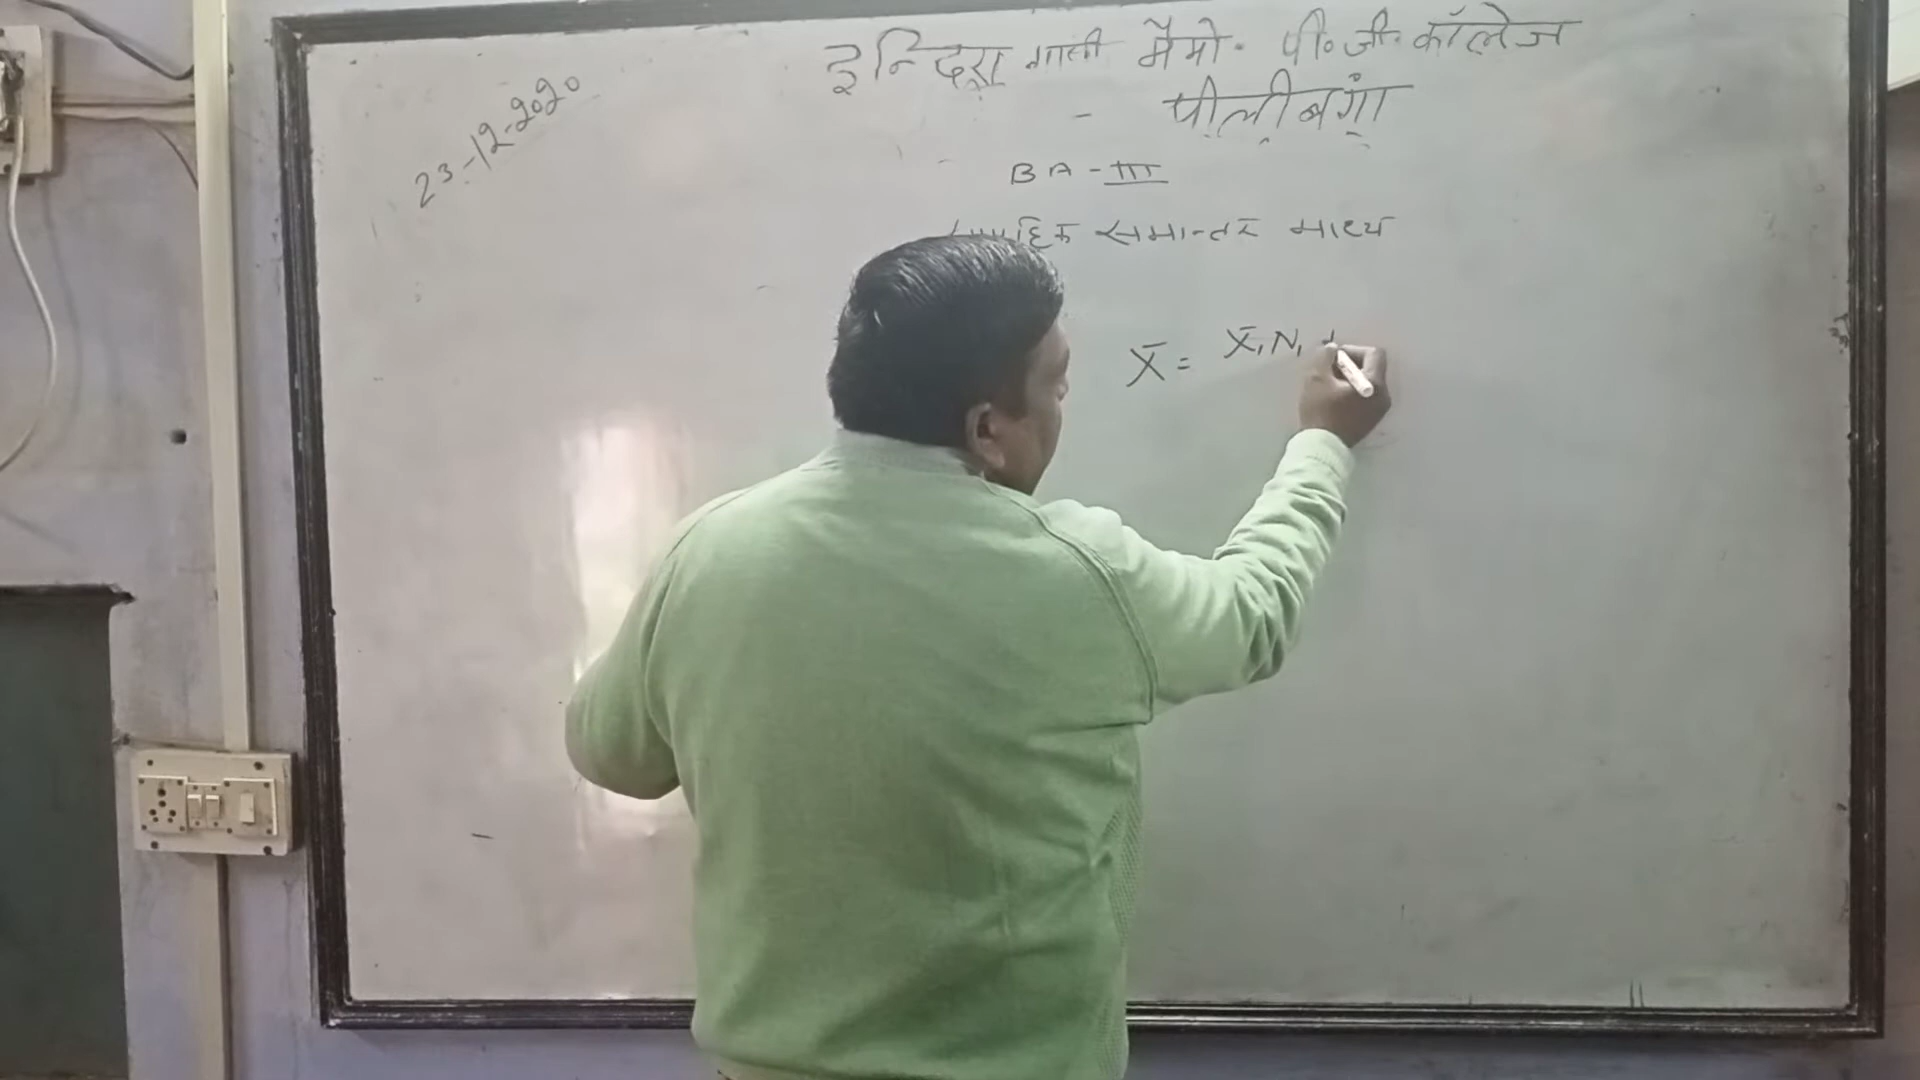 इन्दिरा गान्धी मैमो. पी.जी. कॉलेज
23-12-2020
- पीलीबंगा
BA-III
समान्तर माध्य
X̄ = X̄₁N₁ +